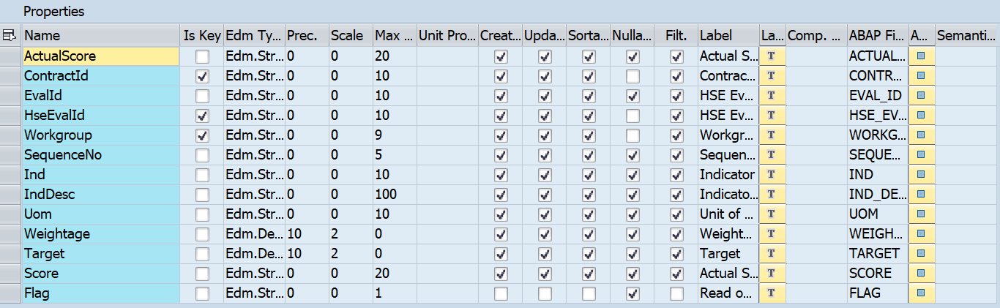 Properties
Name Is Key Edm Ty... Prec. Scale Max ... Unit Pro... Creat... Upda... Sorta... Nulla... Filt. Label La... Comp. ... ABAP Fi... A... Semanti...
ActualScore Edm.Str... 0 0 20 Actual S... T ACTUAL...
ContractId Edm.Str... 0 0 10 Contrac... T CONTR...
EvalId Edm.Str... 0 0 10 HSE Ev... T EVAL_ID
HseEvalId Edm.Str... 0 0 10 HSE Ev... T HSE_EV...
Workgroup Edm.Str... 0 0 9 Workgr... T WORKG...
SequenceNo Edm.Str... 0 0 5 Sequen... T SEQUE...
Ind Edm.Str... 0 0 10 Indicator T IND
IndDesc Edm.Str... 0 0 100 Indicato... T IND_DE...
Uom Edm.Str... 0 0 10 Unit of ... T UOM
Weightage Edm.De... 10 2 0 Weight... T WEIGH...
Target Edm.De... 10 2 0 Target T TARGET
Score Edm.Str... 0 0 20 Actual S... T SCORE
Flag Edm.Str... 0 0 1 Read o... T FLAG